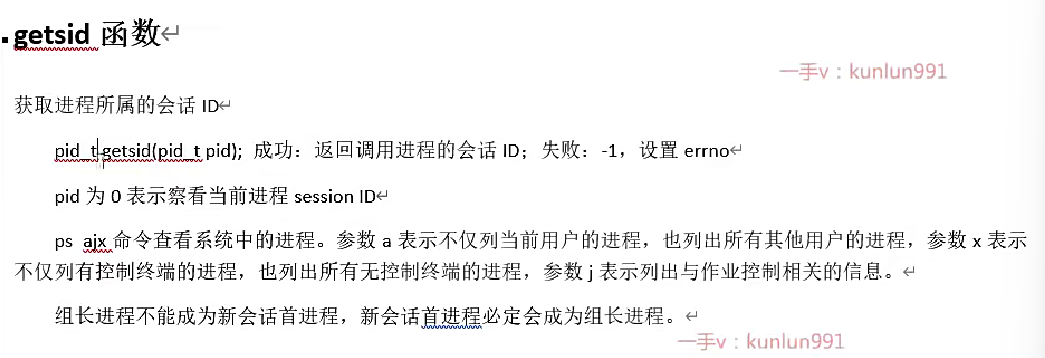 getsid 函数
一手v：kunlun991
获取进程所属的会话 ID
pid_t getsid(pid_t pid); 成功：返回调用进程的会话 ID；失败：-1，设置 errno
pid 为 0 表示察看当前进程 session ID
ps ajx 命令查看系统中的进程。参数 a 表示不仅列当前用户的进程，也列出所有其他用户的进程，参数 x 表示
不仅列有控制终端的进程，也列出所有无控制终端的进程，参数 j 表示列出与作业控制相关的信息。
组长进程不能成为新会话首进程，新会话首进程必定会成为组长进程。
一手v：kunlun991